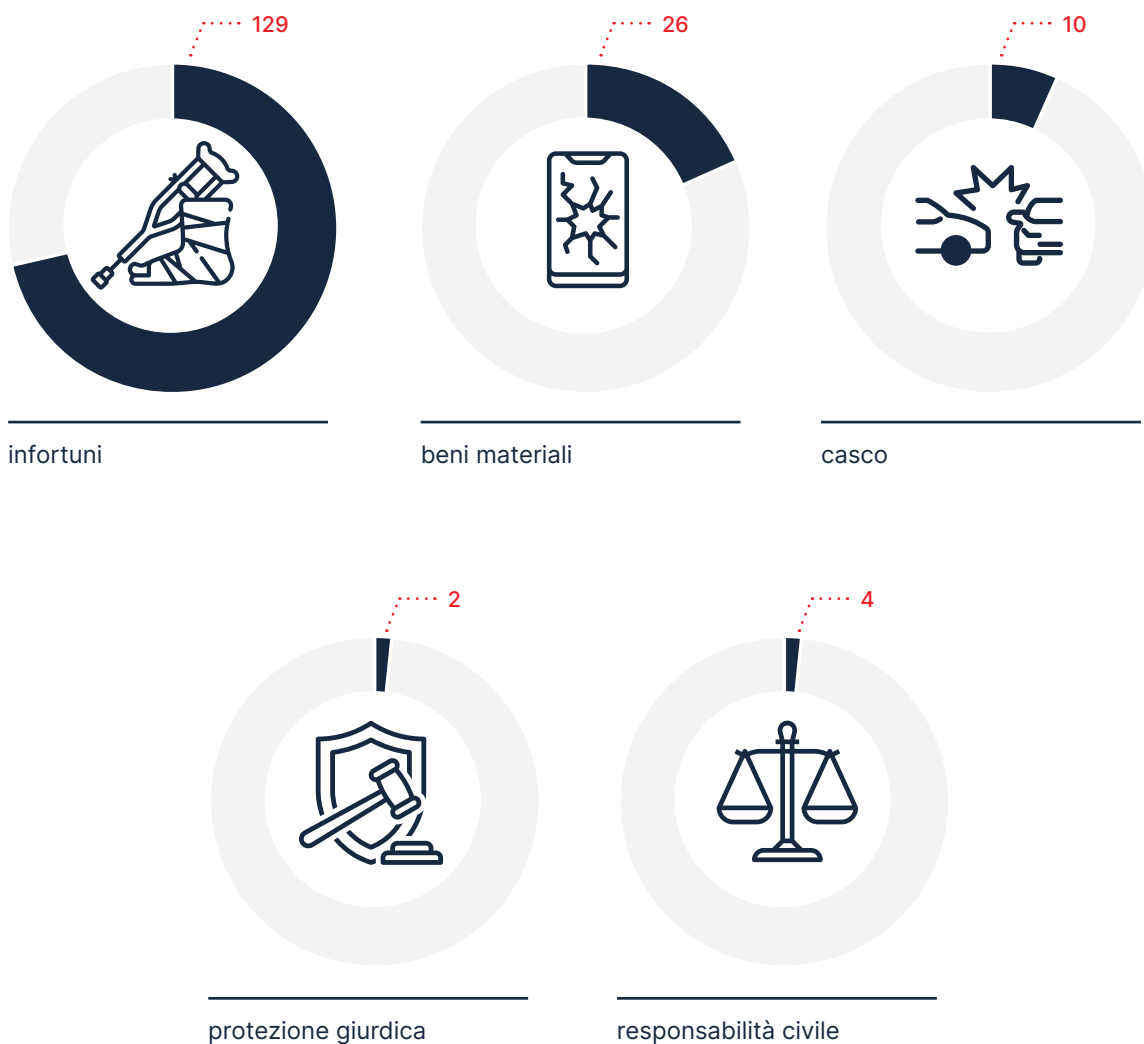 129
26
10
infortuni
beni materiali
casco
2
4
protezione giurdica
responsabilità civile